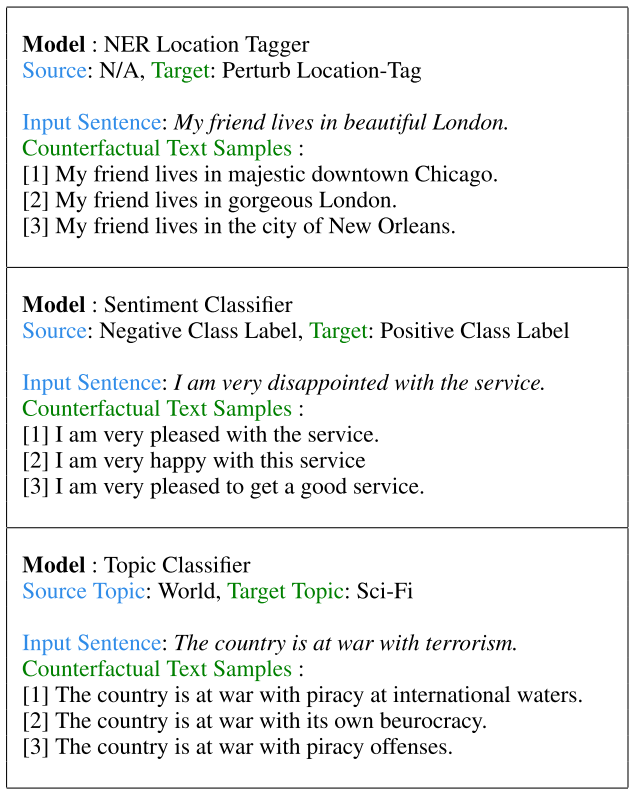 Model : NER Location Tagger
Source: N/A, Target: Perturb Location-Tag
Input Sentence: My friend lives in beautiful London.
Counterfactual Text Samples :
[1] My friend lives in majestic downtown Chicago.
[2] My friend lives in gorgeous London.
[3] My friend lives in the city of New Orleans.
Model : Sentiment Classifier
Source: Negative Class Label, Target: Positive Class Label
Input Sentence: I am very disappointed with the service.
Counterfactual Text Samples :
[1] I am very pleased with the service.
[2] I am very happy with this service
[3] I am very pleased to get a good service.
Model : Topic Classifier
Source Topic: World, Target Topic: Sci-Fi
Input Sentence: The country is at war with terrorism.
Counterfactual Text Samples :
[1] The country is at war with piracy at international waters.
[2] The country is at war with its own beurocracy.
[3] The country is at war with piracy offenses.